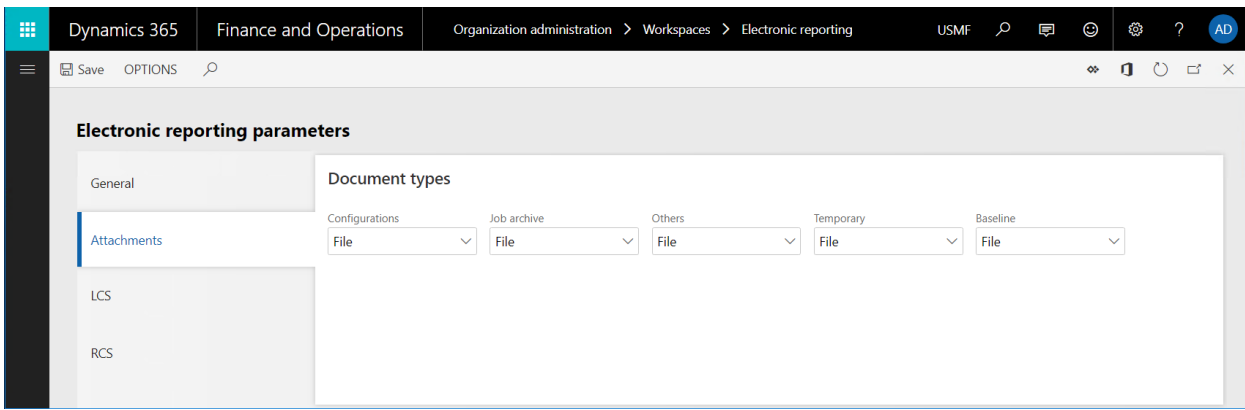 Dynamics 365 Finance and Operations Organization administration > Workspaces > Electronic reporting USMF ? AD
Save OPTIONS
Electronic reporting parameters
General
Attachments
LCS
RCS
Document types
Configurations Job archive Others Temporary Baseline
File File File File File